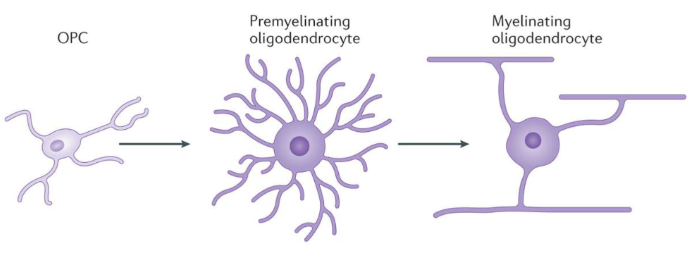 OPC
Premyelinating
oligodendrocyte
Myelinating
oligodendrocyte